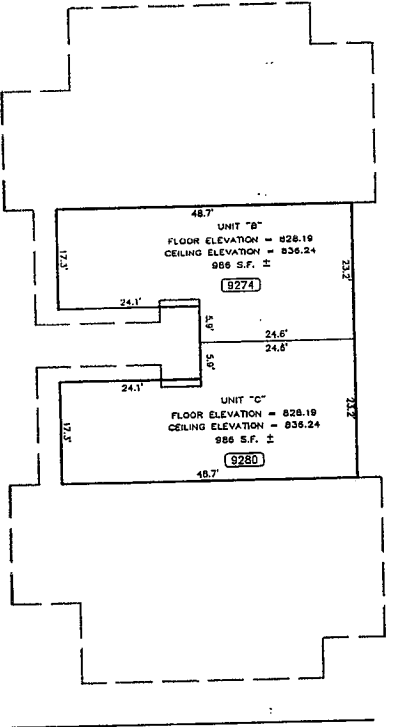 48.7'
UNIT "B"
FLOOR ELEVATION = 828.19
CEILING ELEVATION = 836.24
986 S.F. ±
9274
17.3'
23.2'
24.1'
5.9'
24.6'
24.6'
5.9'
24.1'
UNIT "C"
FLOOR ELEVATION = 828.19
CEILING ELEVATION = 836.24
986 S.F. ±
9280
17.3'
23.2'
48.7'